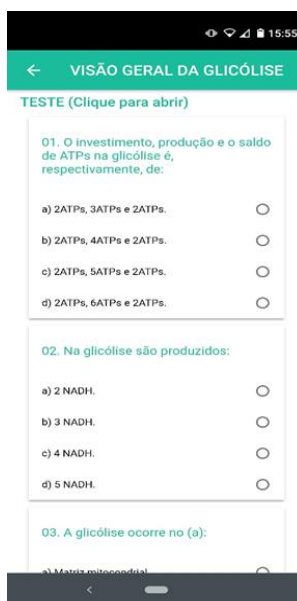 15:55
VISÃO GERAL DA GLICÓLISE
TESTE (Clique para abrir)
01. O investimento, produção e o saldo
de ATPs na glicólise é,
respectivamente, de:
a) 2ATPs, 3ATPs e 2ATPs.
b) 2ATPs, 4ATPs e 2ATPs.
c) 2ATPs, 5ATPs e 2ATPs.
d) 2ATPs, 6ATPs e 2ATPs.
02. Na glicólise são produzidos:
a) 2 NADH.
b) 3 NADH.
c) 4 NADH.
d) 5 NADH.
03. A glicólise ocorre no (a):
a) Matriz mitocondrial